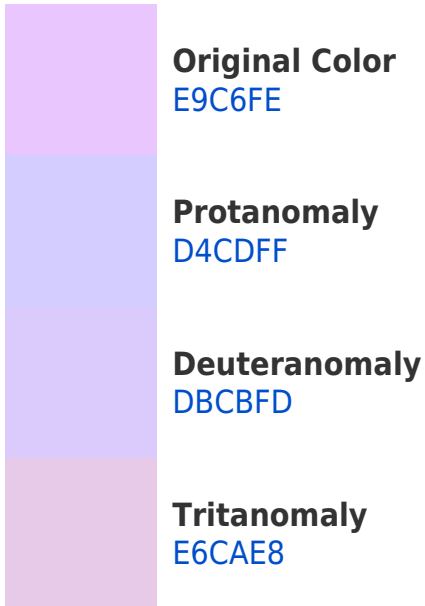 Original Color
E9C6FE
Protanomaly
D4CDFF
Deuteranomaly
DBCBFD
Tritanomaly
E6CAE8